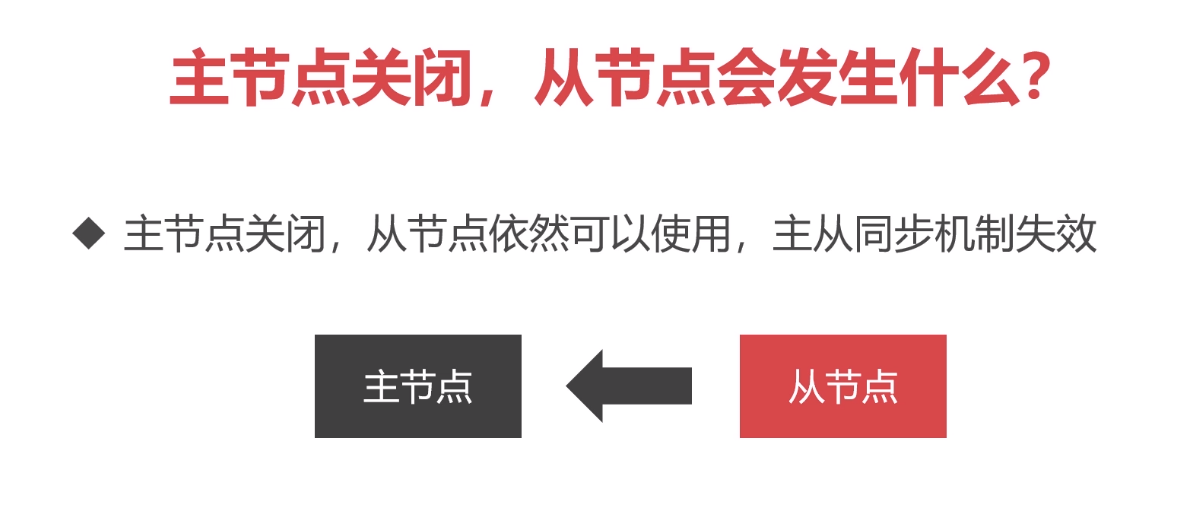 主节点关闭，从节点会发生什么？
◆ 主节点关闭，从节点依然可以使用，主从同步机制失效
主节点
从节点